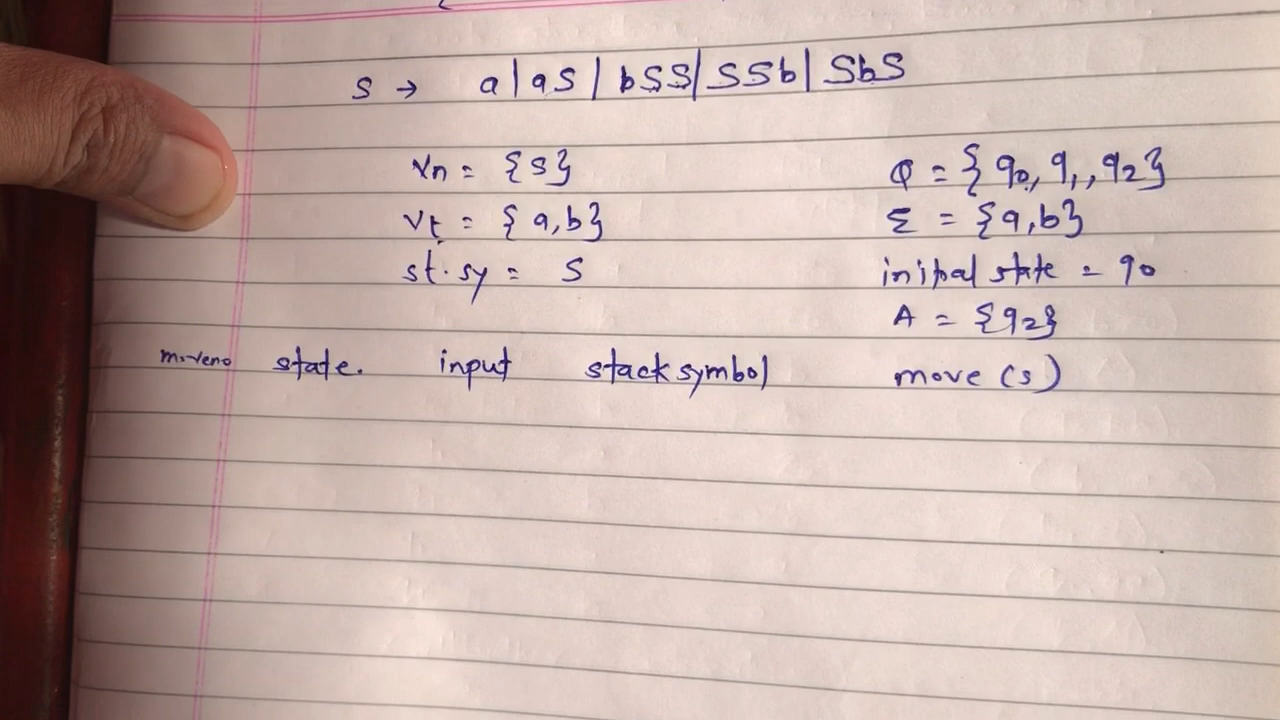 S → a | aS | bSS | SSb | SbS
Vn = {S} Q = {q0, q1, q2}
Vt = {a,b} Σ = {a,b}
st.sy = S initial state = q0
A = {q2}
moveno state. input stack symbol move(s)